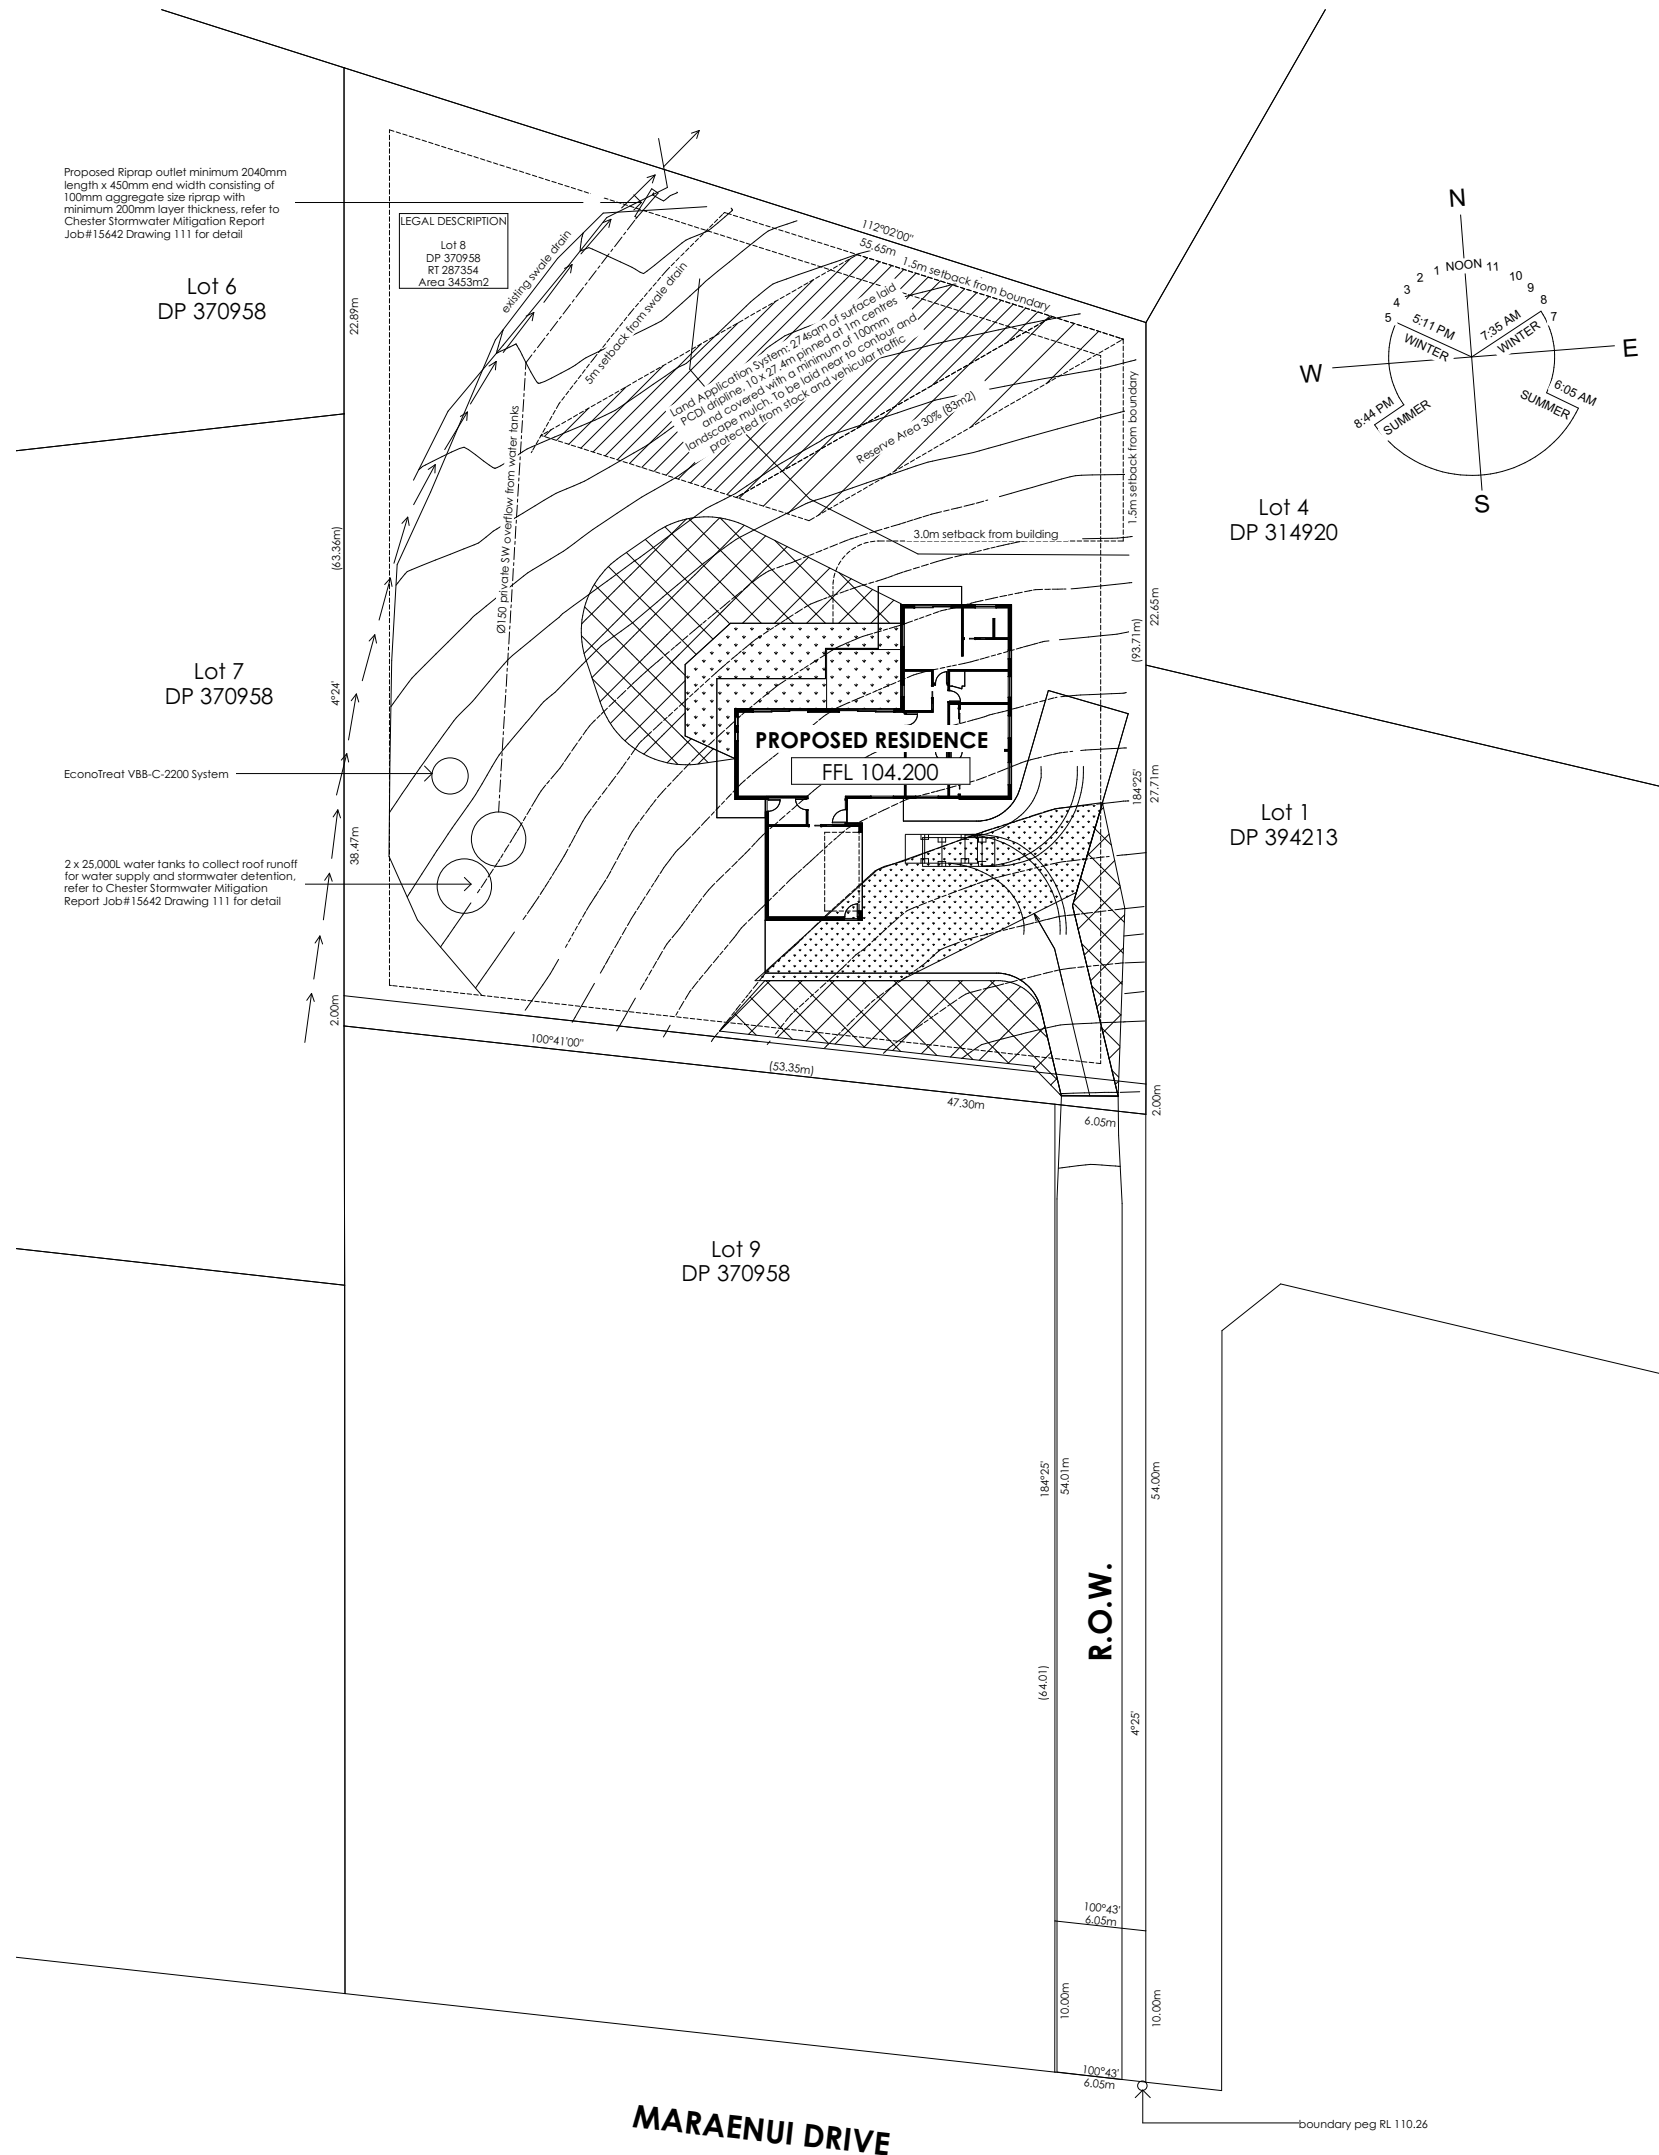 Proposed Riprap outlet minimum 2040mm
length x 450mm end width consisting of
100mm aggregate size riprap with
minimum 200mm layer thickness, refer to
Chester Stormwater Mitigation Report
Job#15642 Drawing 111 for detail
LEGAL DESCRIPTION
Lot 8
DP 370958
RT 287354
Area 3453m2
Lot 6
DP 370958
22.89m
existing swale drain
5m setback from swale drain
112°02'00"
55.65m
1.5m setback from boundary
Land Application System: 274sqm of surface laid
PCDI dripline, 10 x 27.4m pinned at 1m centres
and covered with a minimum of 100mm
landscape mulch. To be laid near to contour and
protected from stock and vehicular traffic
Reserve Area 30% (83m2)
1.5m setback from boundary
N
1 NOON 11
2
10
3
9
4
8
5
7
5:11 PM
WINTER
7:35 AM
WINTER
W
E
8:44 PM
SUMMER
6:05 AM
SUMMER
S
Lot 4
DP 314920
(63.36m)
Ø150 private SW overflow from water tanks
3.0m setback from building
22.65m
(93.71m)
Lot 7
DP 370958
4°24'
PROPOSED RESIDENCE
FFL 104.200
EconoTreat VBB-C-2200 System
184°25'
27.71m
Lot 1
DP 394213
38.47m
2 x 25,000L water tanks to collect roof runoff
for water supply and stormwater detention,
refer to Chester Stormwater Mitigation
Report Job#15642 Drawing 111 for detail
2.00m
100°41'00"
(53.35m)
47.30m
2.00m
6.05m
Lot 9
DP 370958
184°25'
54.01m
54.00m
R.O.W.
(64.01)
4°25'
100°43'
6.05m
10.00m
10.00m
100°43'
6.05m
MARAENUI DRIVE
boundary peg RL 110.26